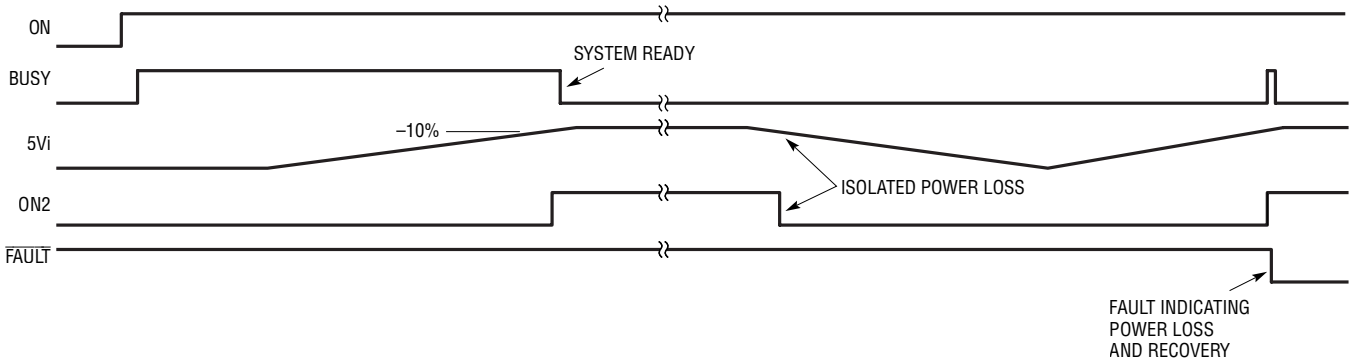 ON
SYSTEM READY
BUSY
–10%
5Vi
ISOLATED POWER LOSS
ON2
FAULT
FAULT INDICATING
POWER LOSS
AND RECOVERY